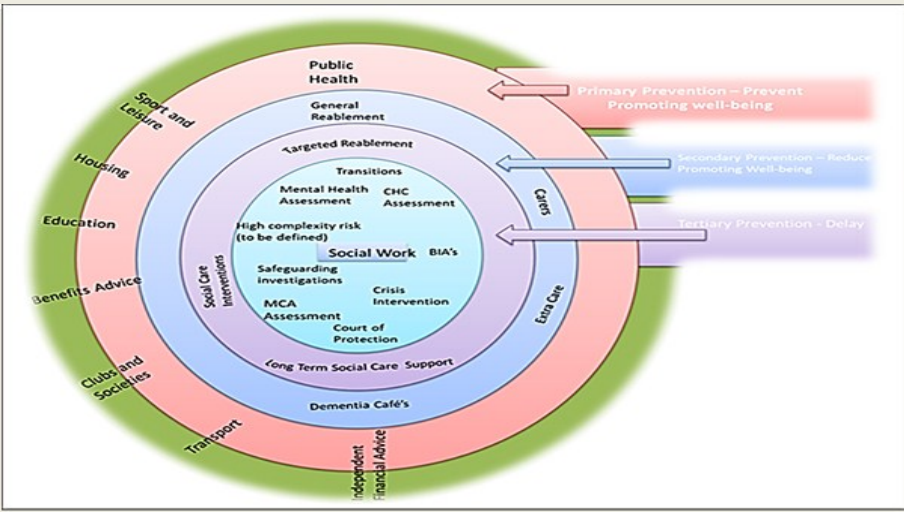 Public
Health
General
Reablement
Targeted Reablement
Transitions
Mental Health
Assessment
CHC
Assessment
High complexity risk
(to be defined)
Social Work
BIA's
Safeguarding
investigations
Crisis
Intervention
MCA
Assessment
Court of
Protection
Social Care
Interventions
Long Term Social Care Support
Carers
Extra Care
Dementia Café's
Sport and
Leisure
Housing
Education
Benefits Advice
Clubs and
Societies
Transport
Independent
Financial Advice
Primary Prevention – Prevent
Promoting well-being
Secondary Prevention – Reduce
Promoting Well-being
Tertiary Prevention - Delay